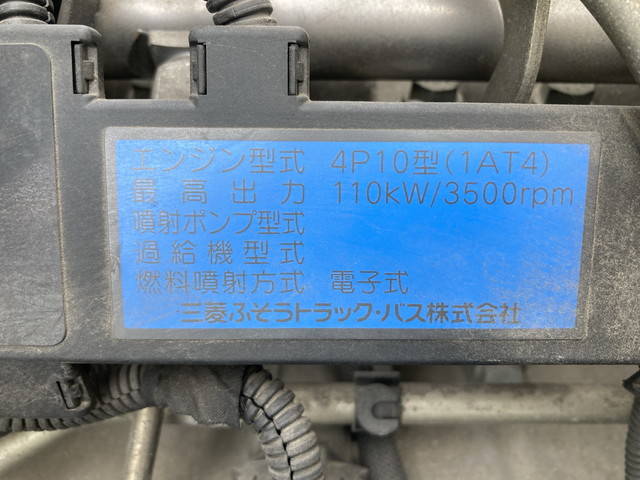 エンジン型式 4P10型(1AT4)
最高出力 110kW/3500rpm
噴射ポンプ型式
過給機型式
燃料噴射方式 電子式
三菱ふそうトラック・バス株式会社